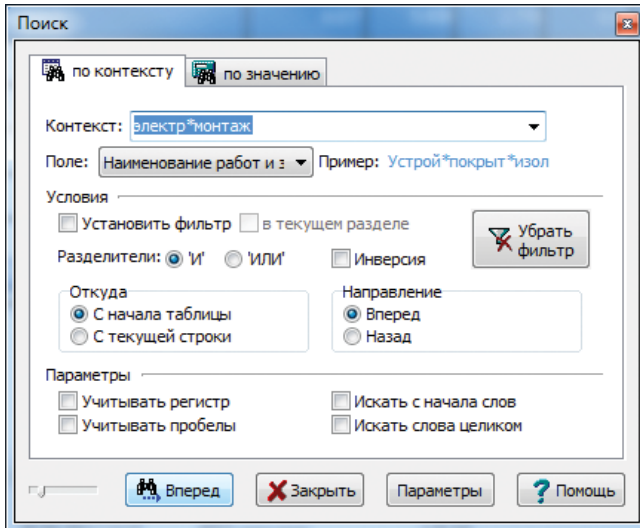 Поиск
по контексту по значению
Контекст: электр*монтаж
Поле: Наименование работ и з Пример: Устрой*покрыт*изол
Условия
Установить фильтр в текущем разделе
Убрать фильтр
Разделители: 'И' 'ИЛИ' Инверсия
Откуда
С начала таблицы
С текущей строки
Направление
Вперед
Назад
Параметры
Учитывать регистр Искать с начала слов
Учитывать пробелы Искать слова целиком
Вперед Закрыть Параметры Помощь